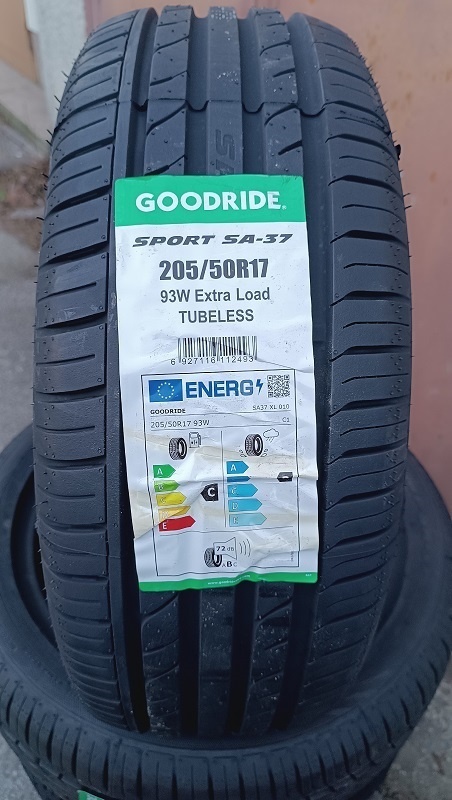 GOODRIDE®
SPORT SA-37
205/50R17
93W Extra Load
TUBELESS
6 927116 112493
ENERG
GOODRIDE
SA37 XL 010
205/50R17 93W
C1
A
A
B
B
C
C
C
D
D
E
E
72 dB
ABC